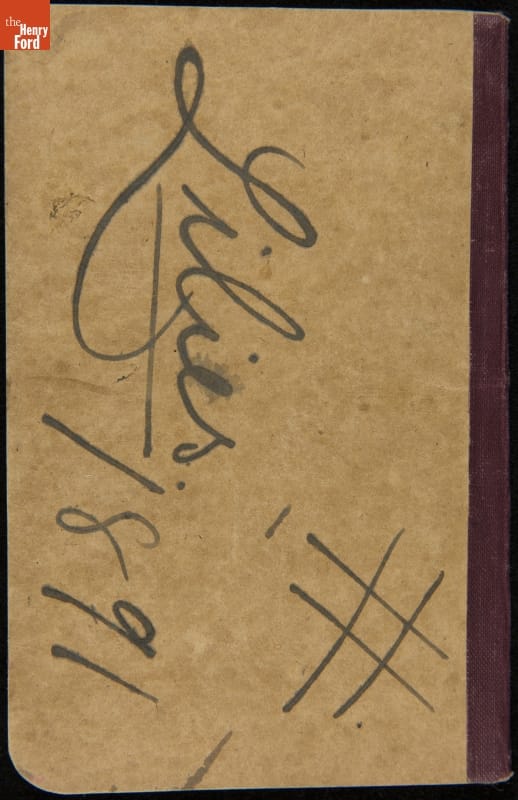 the
Henry
Ford
#
Lilies.
1891